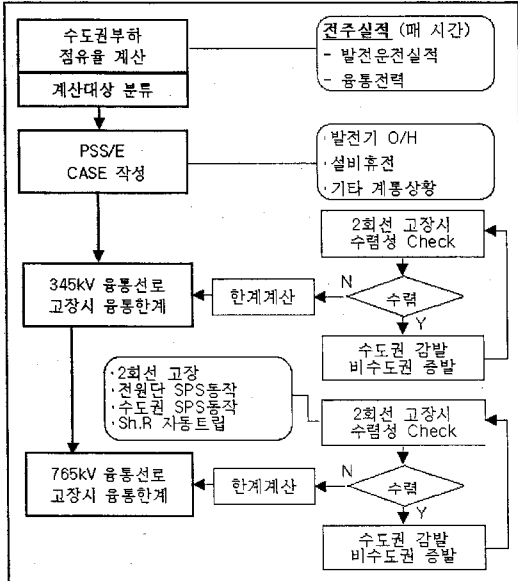 수도권부하
점유율 계산
계산대상 분류
전주실적 (매 시간)
- 발전운전실적
- 융통전력
PSS/E
CASE 작성
·발전기 O/H
·설비휴전
·기타 계통상황
2회선 고장시
수렴성 Check
345kV 융통선로
고장시 융통한계
한계계산
N
수렴
Y
수도권 감발
비수도권 증발
·2회선 고장
·전원단 SPS동작
·수도권 SPS동작
·Sh.R 자동트립
2회선 고장시
수렴성 Check
765kV 융통선로
고장시 융통한계
한계계산
N
수렴
Y
수도권 감발
비수도권 증발